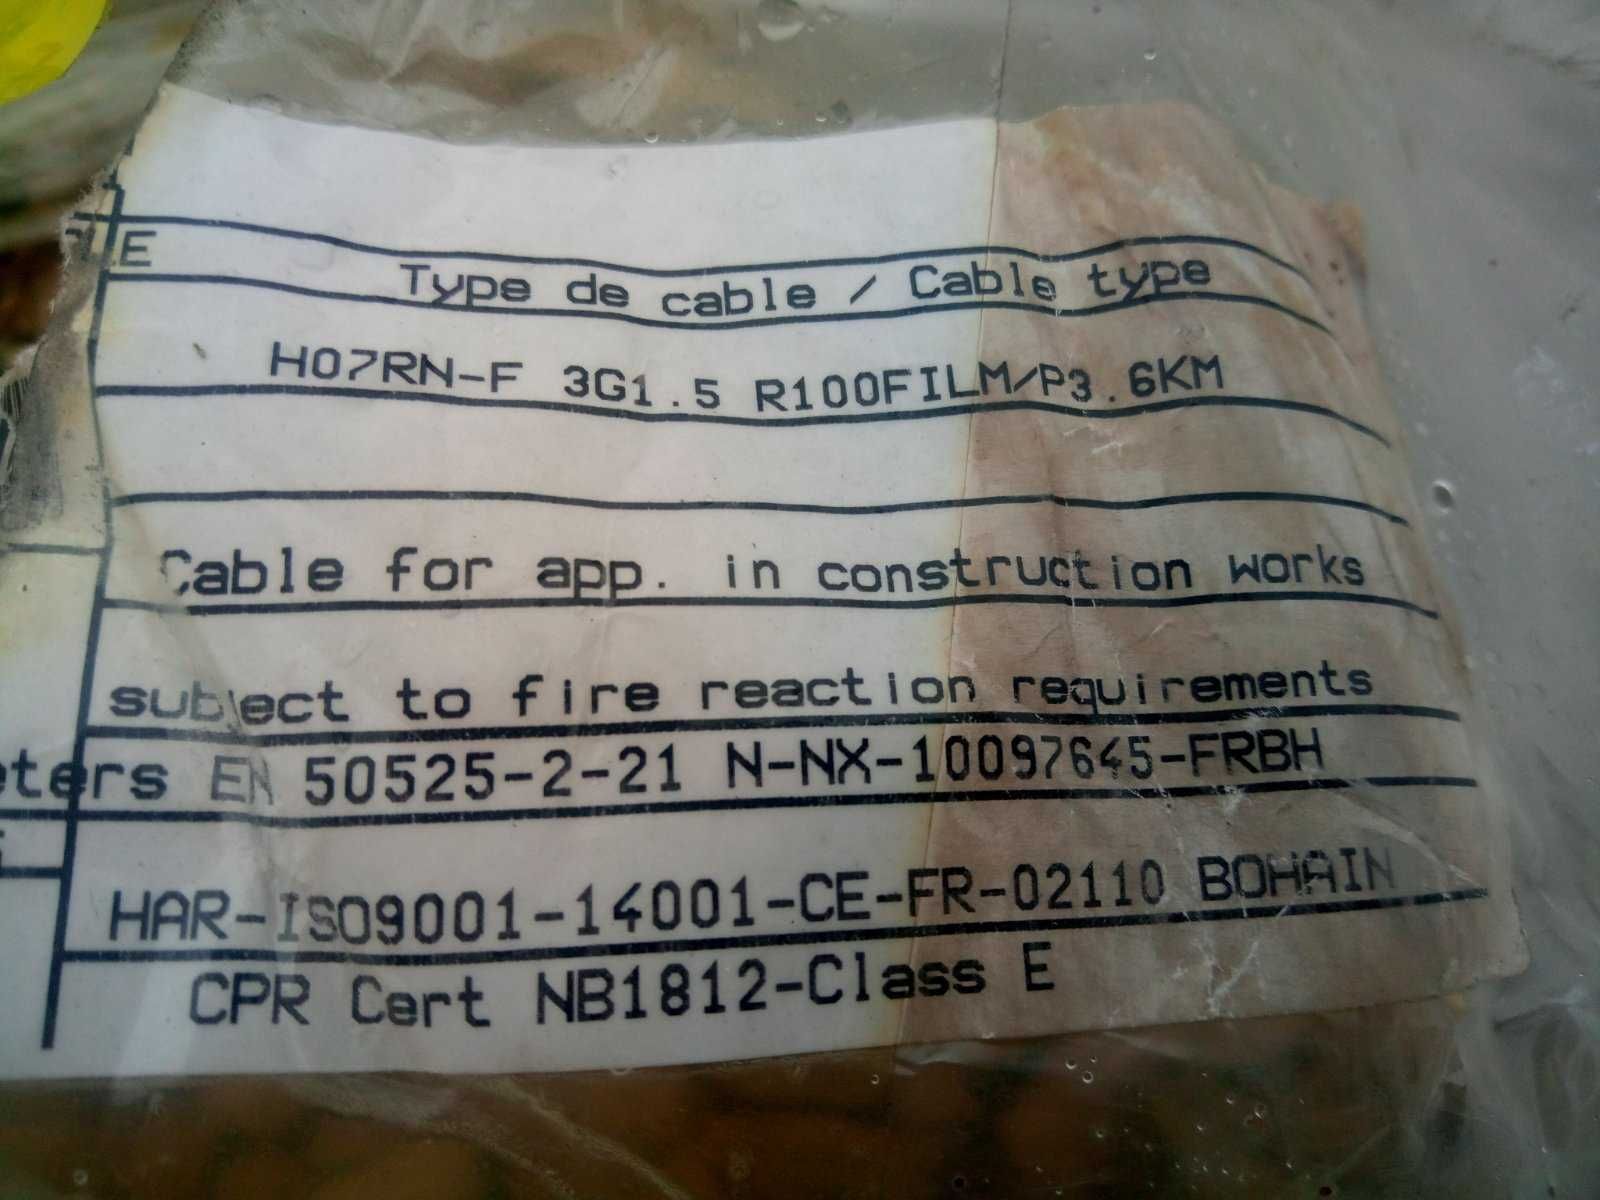 LE
Type de cable / Cable type
H07RN-F 3G1.5 R100FILM/P3.6KM
Cable for app. in construction works
subject to fire reaction requirements
eters EN 50525-2-21 N-NX-10097645-FRBH
HAR-ISO9001-14001-CE-FR-02110 BOHAIN
CPR Cert NB1812-Class E